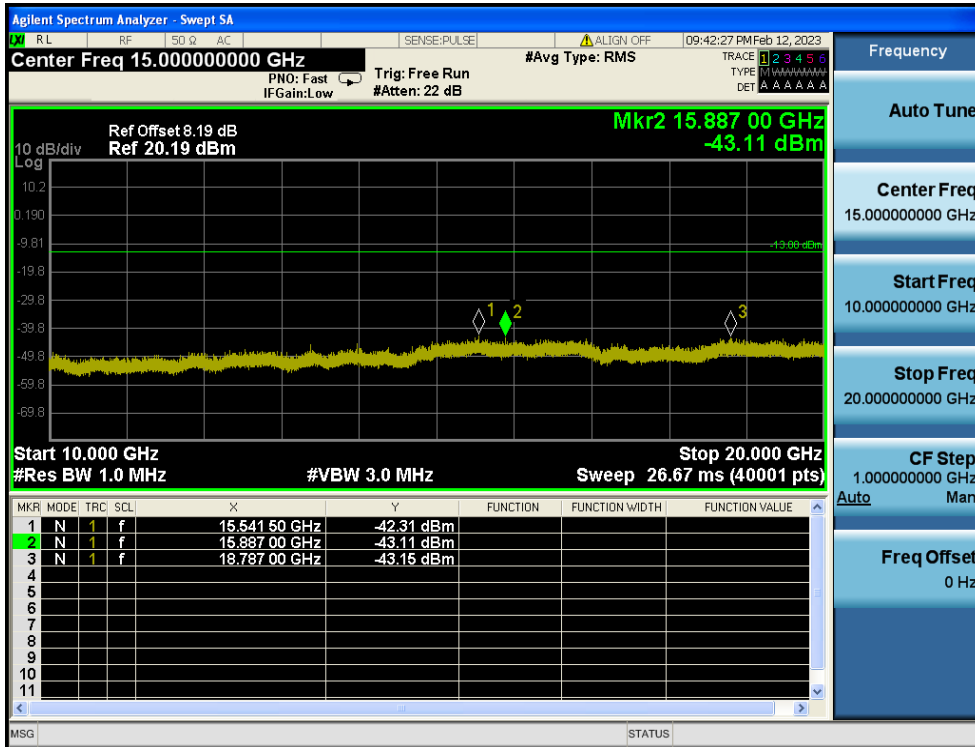 Agilent Spectrum Analyzer - Swept SA
LXI RL RF 50 Ω AC SENSE:PULSE ALIGN OFF 09:42:27 PM Feb 12, 2023
Center Freq 15.000000000 GHz #Avg Type: RMS TRACE 1 2 3 4 5 6
PNO: Fast Trig: Free Run TYPE M W W W W W
IFGain:Low #Atten: 22 dB DET A A A A A A
Mkr2 15.887 00 GHz
-43.11 dBm
Ref Offset 8.19 dB
10 dB/div Ref 20.19 dBm
Log
10.2
0.190
-9.81
-13.00 dBm
-19.8
-29.8
1 2 3
-39.8
-49.8
-59.8
-69.8
Start 10.000 GHz Stop 20.000 GHz
#Res BW 1.0 MHz #VBW 3.0 MHz Sweep 26.67 ms (40001 pts)
MKR MODE TRC SCL X Y FUNCTION FUNCTION WIDTH FUNCTION VALUE
1 N 1 f 15.541 50 GHz -42.31 dBm
2 N 1 f 15.887 00 GHz -43.11 dBm
3 N 1 f 18.787 00 GHz -43.15 dBm
4
5
6
7
8
9
10
11
MSG STATUS
Frequency
Auto Tune
Center Freq
15.000000000 GHz
Start Freq
10.000000000 GHz
Stop Freq
20.000000000 GHz
CF Step
1.000000000 GHz
Auto Man
Freq Offset
0 Hz